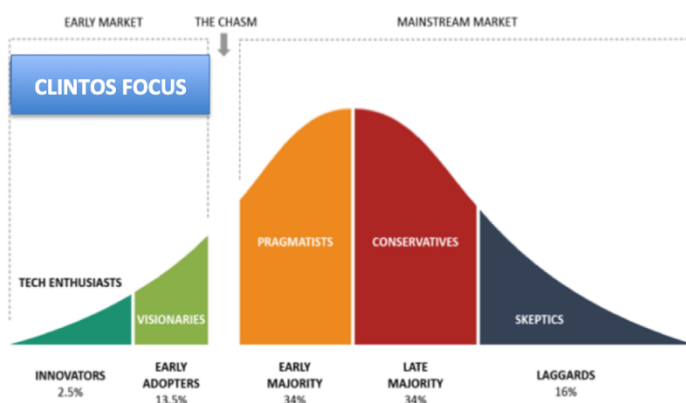 EARLY MARKET
THE CHASM
MAINSTREAM MARKET
CLINTOS FOCUS
PRAGMATISTS
CONSERVATIVES
TECH ENTHUSIASTS
VISIONARIES
SKEPTICS
INNOVATORS
2.5%
EARLY
ADOPTERS
13.5%
EARLY
MAJORITY
34%
LATE
MAJORITY
34%
LAGGARDS
16%